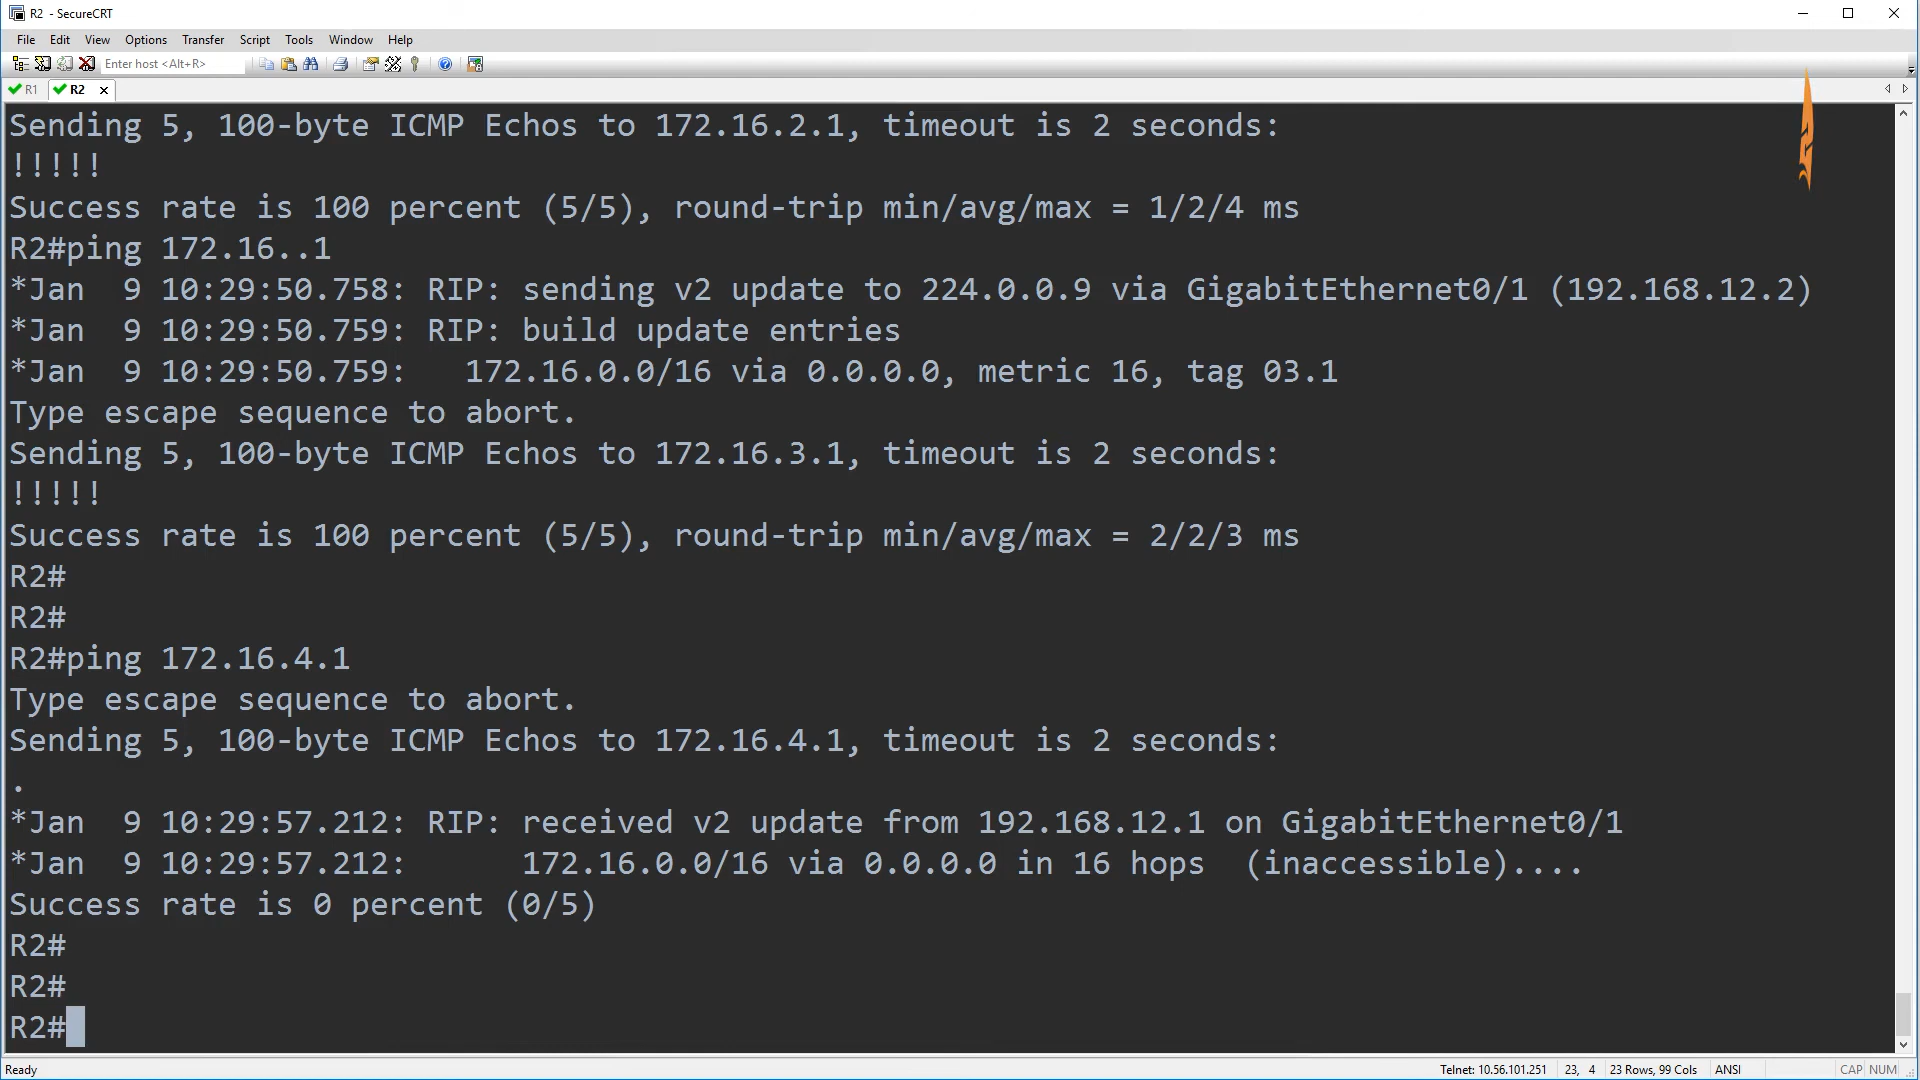 R2 - SecureCRT
File Edit View Options Transfer Script Tools Window Help
Enter host <Alt+R>
R1 R2
Sending 5, 100-byte ICMP Echos to 172.16.2.1, timeout is 2 seconds:
!!!!!
Success rate is 100 percent (5/5), round-trip min/avg/max = 1/2/4 ms
R2#ping 172.16..1
*Jan  9 10:29:50.758: RIP: sending v2 update to 224.0.0.9 via GigabitEthernet0/1 (192.168.12.2)
*Jan  9 10:29:50.759: RIP: build update entries
*Jan  9 10:29:50.759:   172.16.0.0/16 via 0.0.0.0, metric 16, tag 03.1
Type escape sequence to abort.
Sending 5, 100-byte ICMP Echos to 172.16.3.1, timeout is 2 seconds:
!!!!!
Success rate is 100 percent (5/5), round-trip min/avg/max = 2/2/3 ms
R2#
R2#
R2#ping 172.16.4.1
Type escape sequence to abort.
Sending 5, 100-byte ICMP Echos to 172.16.4.1, timeout is 2 seconds:
.
*Jan  9 10:29:57.212: RIP: received v2 update from 192.168.12.1 on GigabitEthernet0/1
*Jan  9 10:29:57.212:      172.16.0.0/16 via 0.0.0.0 in 16 hops  (inaccessible)....
Success rate is 0 percent (0/5)
R2#
R2#
R2#
Ready Telnet: 10.56.101.251 23, 4 23 Rows, 99 Cols ANSI CAP NUM